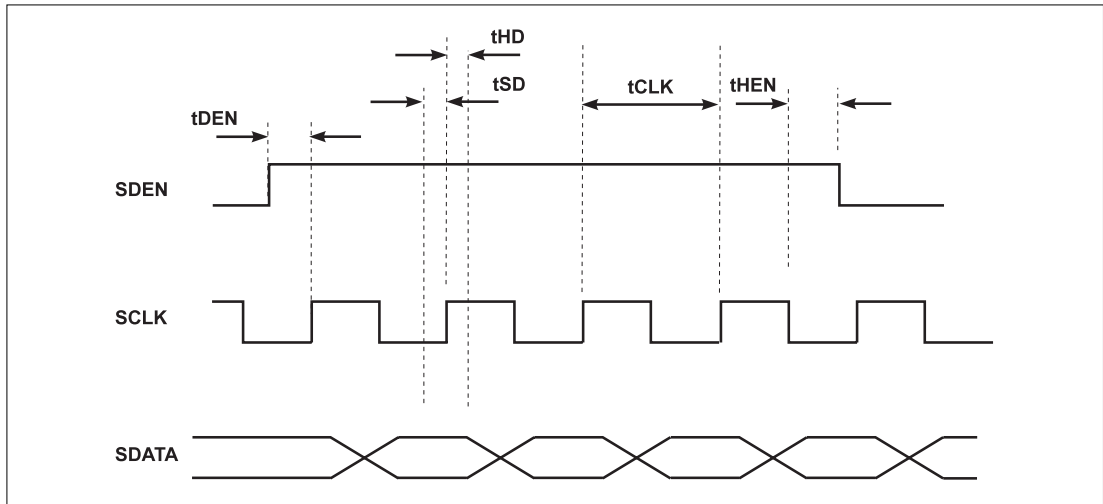 tHD
tSD
tCLK
tHEN
tDEN
SDEN
SCLK
SDATA